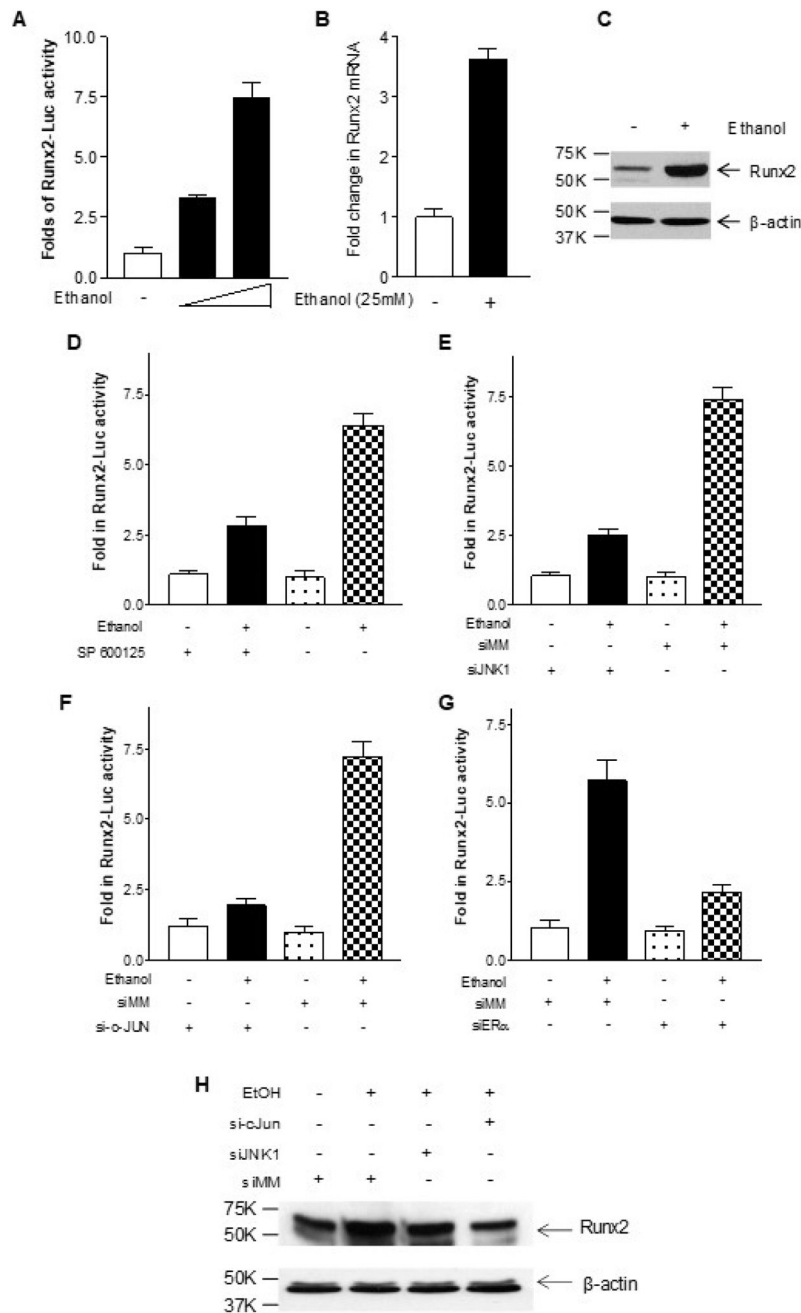 A
Folds of Runx2-Luc activity
10.0
7.5
5.0
2.5
0.0
Ethanol -
B
Fold change in Runx2 mRNA
4
3
2
1
0
Ethanol (25mM) - +
C
- + Ethanol
75K
50K
Runx2
50K
37K
β-actin
D
Fold in Runx2-Luc activity
7.5
5.0
2.5
0.0
Ethanol - + - +
SP 600125 + + - -
E
Fold in Runx2-Luc activity
7.5
5.0
2.5
0.0
Ethanol - + - +
siMM - - + +
siJNK1 + + - -
F
Fold in Runx2-Luc activity
7.5
5.0
2.5
0.0
Ethanol - + - +
siMM - - + +
si-c-JUN + + - -
G
Fold in Runx2-Luc activity
7.5
5.0
2.5
0.0
Ethanol - + - +
siMM + + - -
siERα - - + +
H
EtOH - + + +
si-cJun - - - +
siJNK1 - - + -
siMM + + - -
75K
50K
Runx2
50K
37K
β-actin